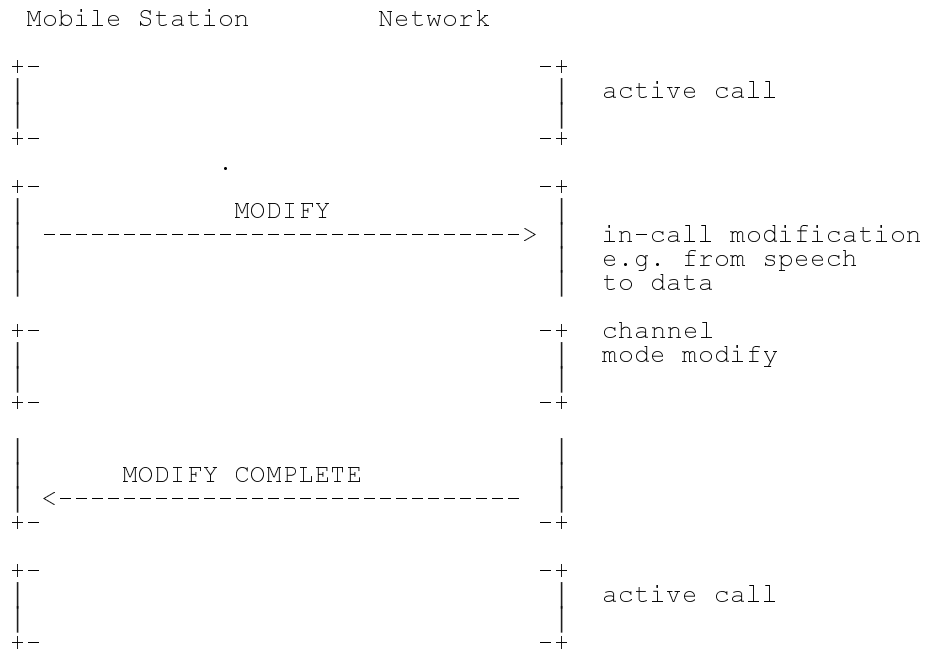 Mobile Station Network
active call
MODIFY
in-call modification
e.g. from speech
to data
channel
mode modify
MODIFY COMPLETE
active call